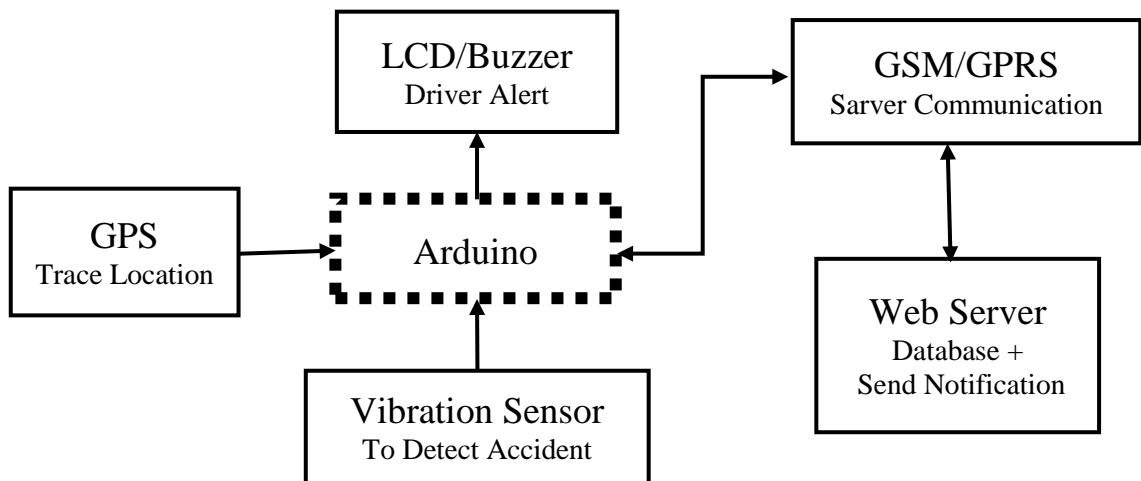 LCD/Buzzer
Driver Alert
GSM/GPRS
Sarver Communication
GPS
Trace Location
Arduino
Web Server
Database +
Send Notification
Vibration Sensor
To Detect Accident